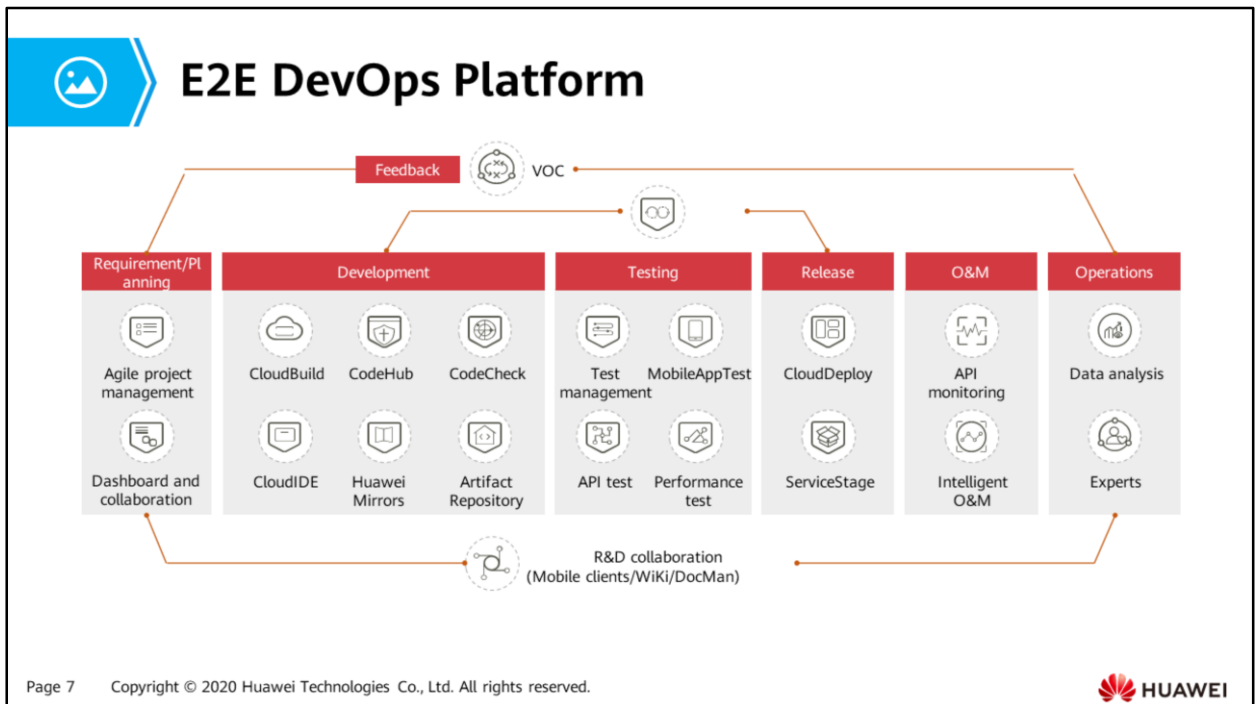 E2E DevOps Platform
Feedback
VOC
Requirement/Pl
anning
Development
Testing
Release
O&M
Operations
Agile project
management
CloudBuild
CodeHub
CodeCheck
Test
management
MobileAppTest
CloudDeploy
API
monitoring
Data analysis
Dashboard and
collaboration
CloudIDE
Huawei
Mirrors
Artifact
Repository
API test
Performance
test
ServiceStage
Intelligent
O&M
Experts
R&D collaboration
(Mobile clients/WiKi/DocMan)
Page 7 Copyright © 2020 Huawei Technologies Co., Ltd. All rights reserved.
HUAWEI